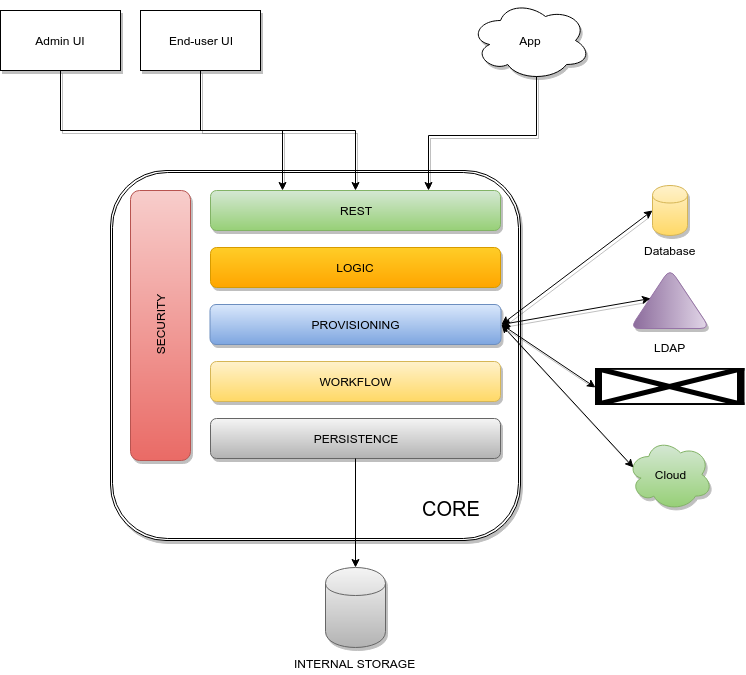 Admin UI
End-user UI
App
REST
LOGIC
PROVISIONING
WORKFLOW
PERSISTENCE
SECURITY
CORE
Database
LDAP
Cloud
INTERNAL STORAGE